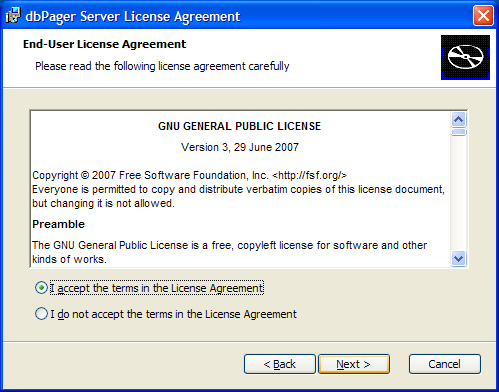 dbPager Server License Agreement
End-User License Agreement
Please read the following license agreement carefully
GNU GENERAL PUBLIC LICENSE
Version 3, 29 June 2007
Copyright © 2007 Free Software Foundation, Inc. <http://fsf.org/>
Everyone is permitted to copy and distribute verbatim copies of this license document,
but changing it is not allowed.
Preamble
The GNU General Public License is a free, copyleft license for software and other
kinds of works.
I accept the terms in the License Agreement
I do not accept the terms in the License Agreement
< Back Next > Cancel